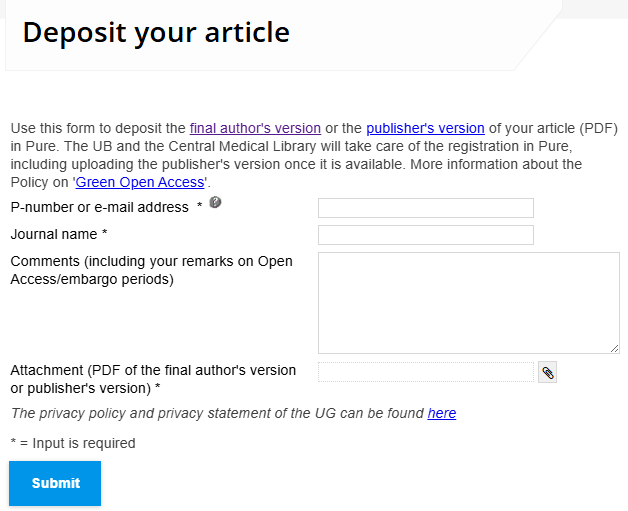 Deposit your article
Use this form to deposit the final author's version or the publisher's version of your article (PDF)
in Pure. The UB and the Central Medical Library will take care of the registration in Pure,
including uploading the publisher's version once it is available. More information about the
Policy on 'Green Open Access'.
P-number or e-mail address * ?
Journal name *
Comments (including your remarks on Open
Access/embargo periods)
Attachment (PDF of the final author's version
or publisher's version) *
The privacy policy and privacy statement of the UG can be found here
* = Input is required
Submit